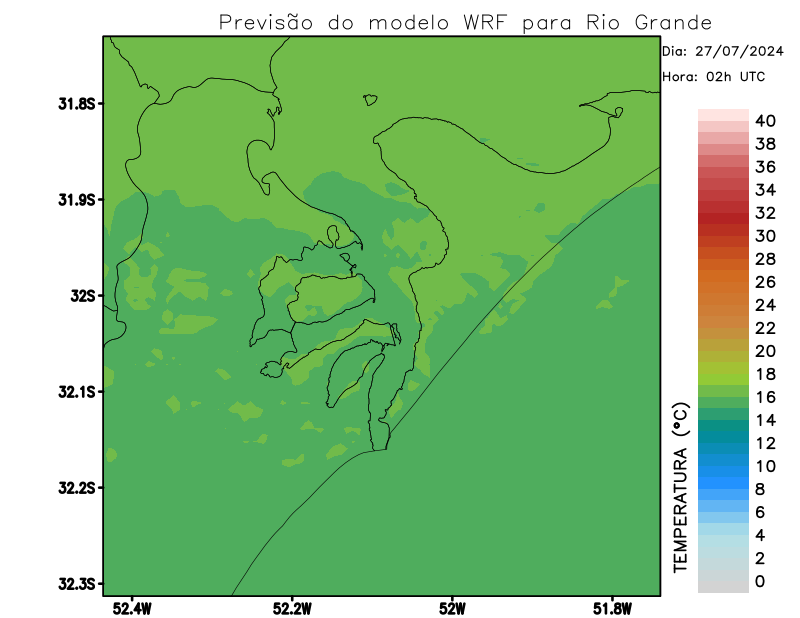 Previsão do modelo WRF para Rio Grande
Dia: 27/07/2024
Hora: 02h UTC
31.8S
31.9S
32S
32.1S
32.2S
32.3S
52.4W
52.2W
52W
51.8W
TEMPERATURA (°C)
40
38
36
34
32
30
28
26
24
22
20
18
16
14
12
10
8
6
4
2
0